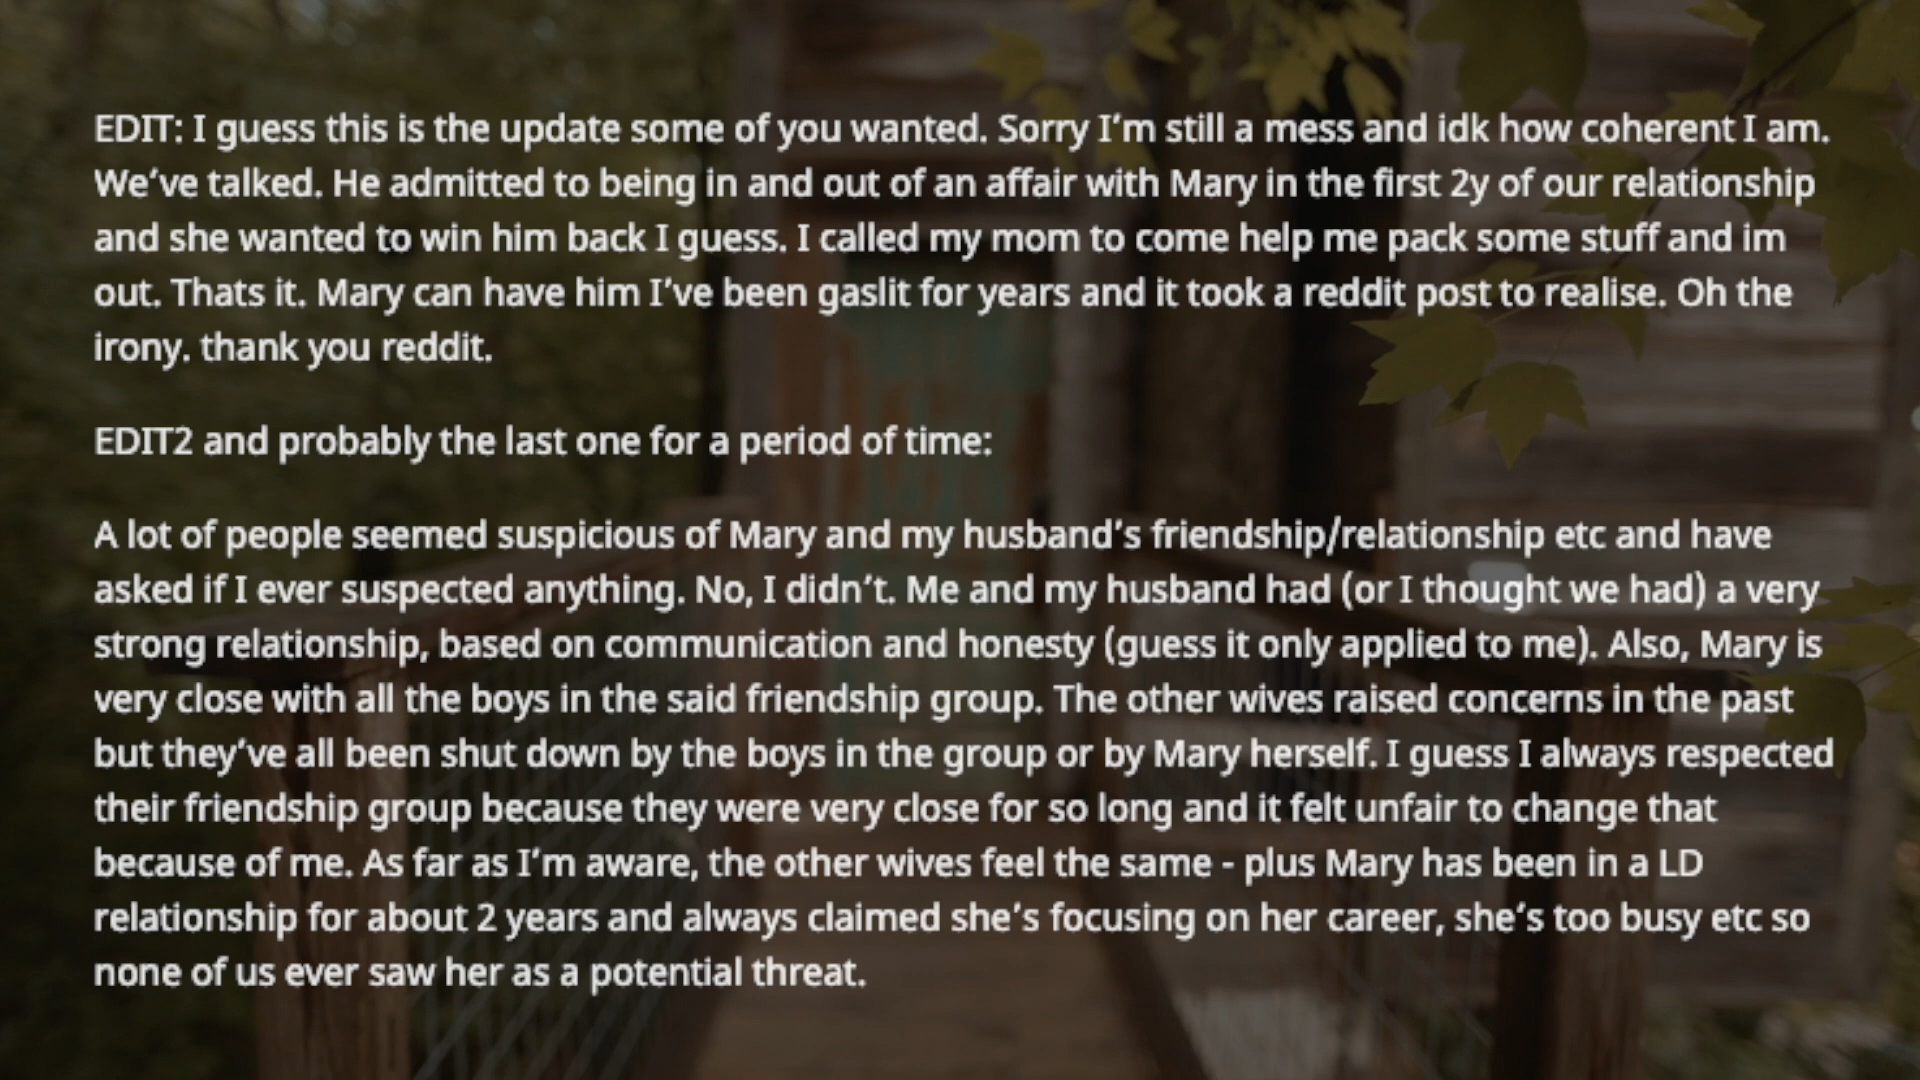 EDIT: I guess this is the update some of you wanted. Sorry I’m still a mess and idk how coherent I am.
We’ve talked. He admitted to being in and out of an affair with Mary in the first 2y of our relationship
and she wanted to win him back I guess. I called my mom to come help me pack some stuff and im
out. Thats it. Mary can have him I’ve been gaslit for years and it took a reddit post to realise. Oh the
irony. thank you reddit.
EDIT2 and probably the last one for a period of time:
A lot of people seemed suspicious of Mary and my husband’s friendship/relationship etc and have
asked if I ever suspected anything. No, I didn’t. Me and my husband had (or I thought we had) a very
strong relationship, based on communication and honesty (guess it only applied to me). Also, Mary is
very close with all the boys in the said friendship group. The other wives raised concerns in the past
but they’ve all been shut down by the boys in the group or by Mary herself. I guess I always respected
their friendship group because they were very close for so long and it felt unfair to change that
because of me. As far as I’m aware, the other wives feel the same - plus Mary has been in a LD
relationship for about 2 years and always claimed she’s focusing on her career, she’s too busy etc so
none of us ever saw her as a potential threat.